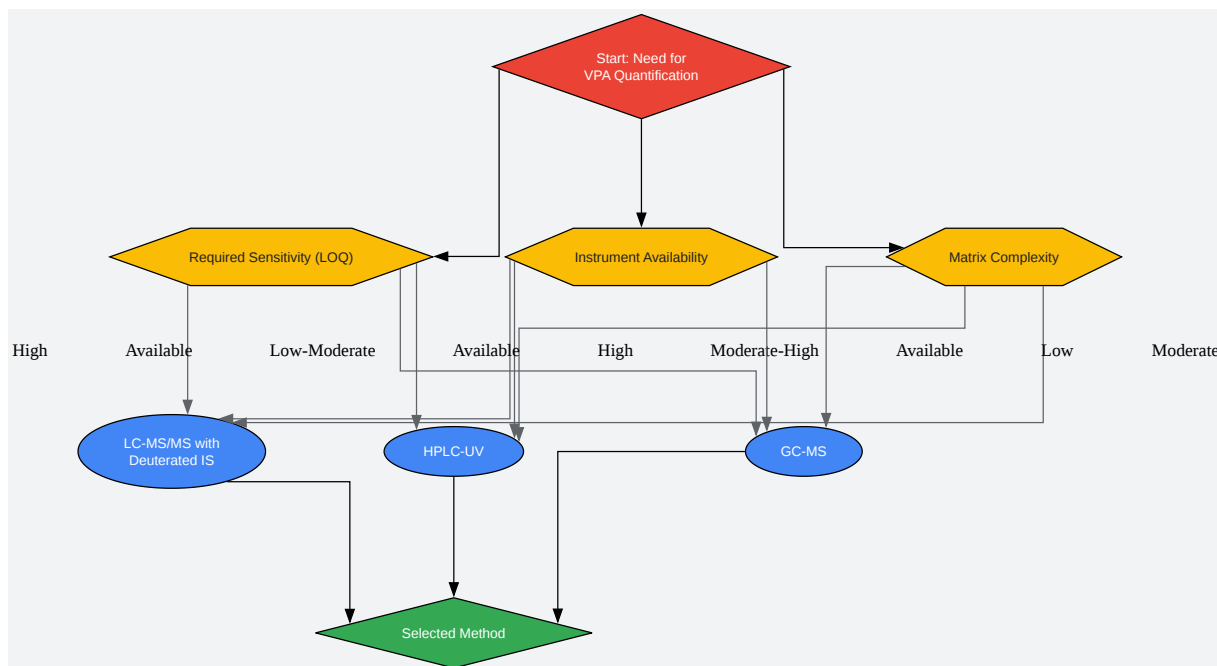 Start: Need for
VPA Quantification
Required Sensitivity (LOQ)
Instrument Availability
Matrix Complexity
High
Available
Low-Moderate
Available
High
Moderate-High
Available
Low
Moderate
LC-MS/MS with
Deuterated IS
HPLC-UV
GC-MS
Selected Method